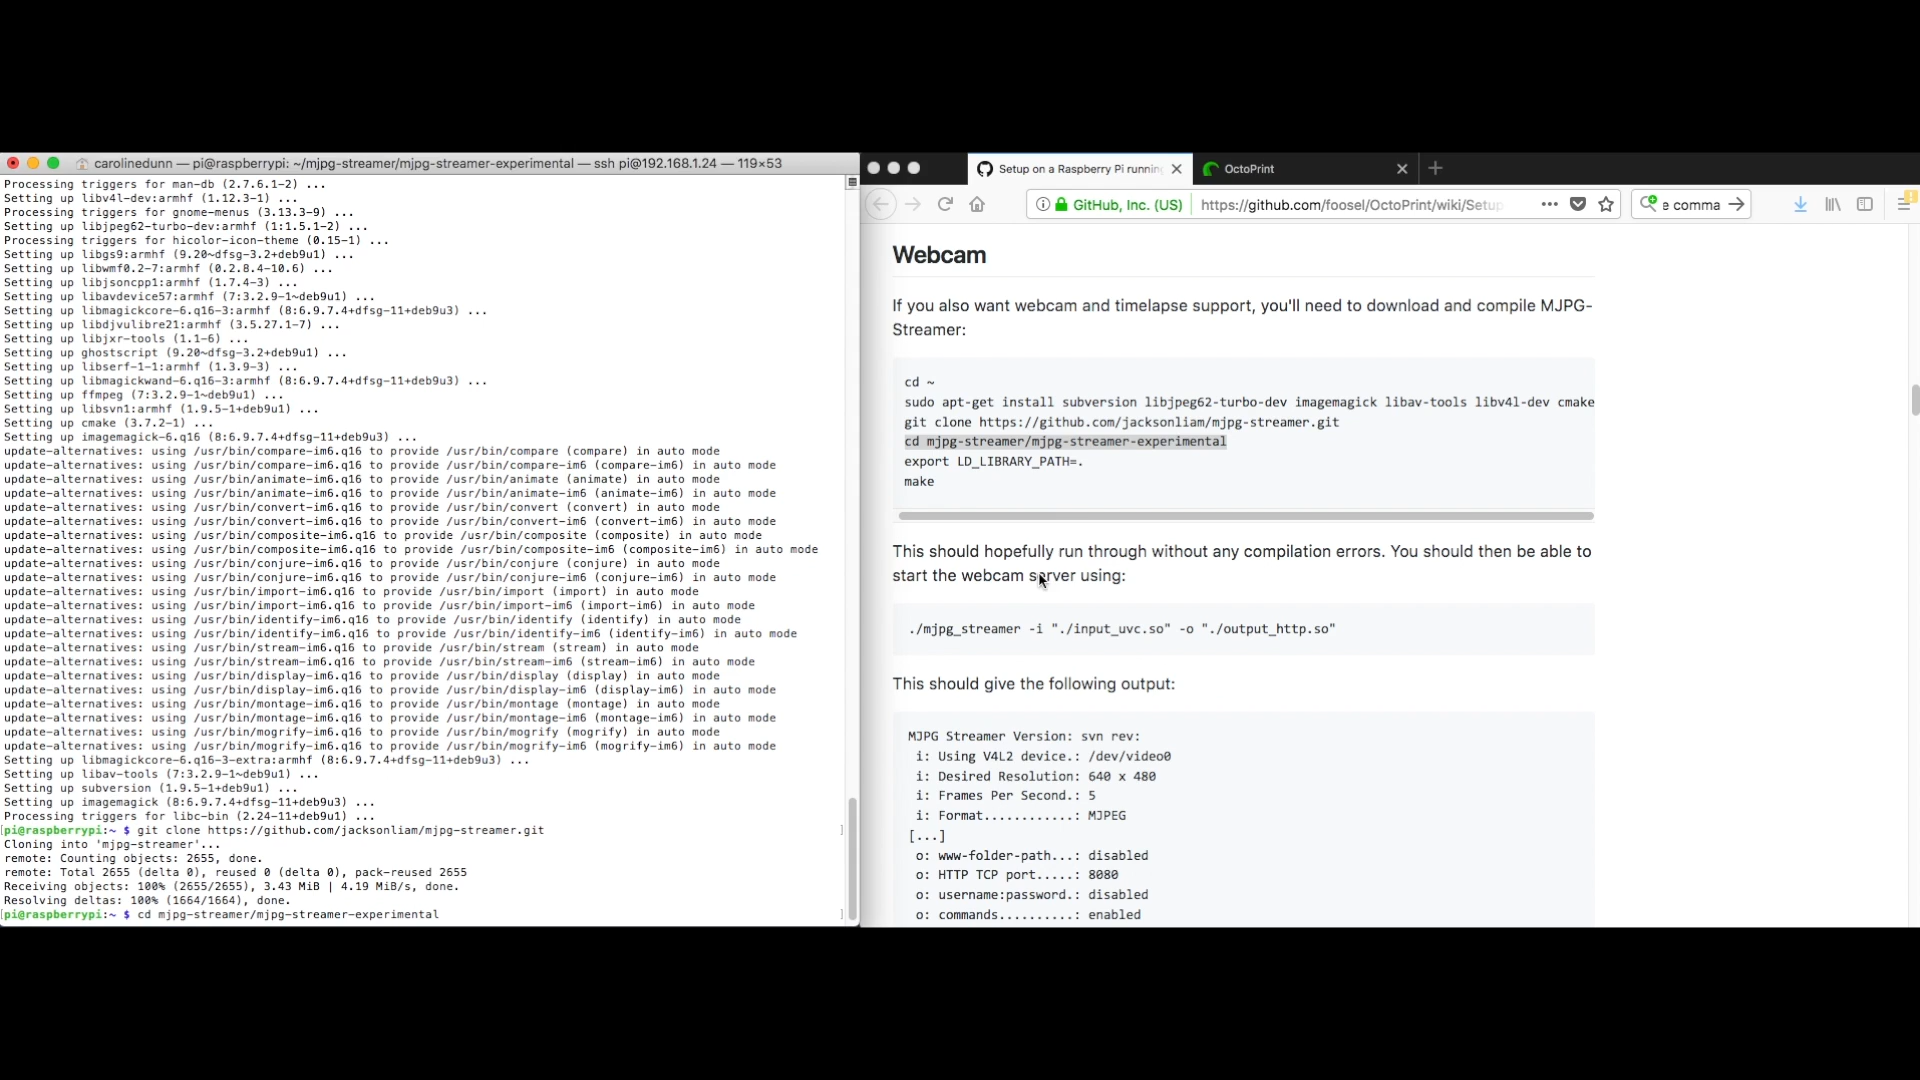 carolinedunn — pi@raspberrypi: ~/mjpg-streamer/mjpg-streamer-experimental — ssh pi@192.168.1.24 — 119×53
Processing triggers for man-db (2.7.6.1-2) ...
Setting up libv4l-dev:armhf (1.12.3-1) ...
Processing triggers for gnome-menus (3.13.3-9) ...
Setting up libjpeg62-turbo-dev:armhf (1:1.5.1-2) ...
Processing triggers for hicolor-icon-theme (0.15-1) ...
Setting up libgs9:armhf (9.20~dfsg-3.2+deb9u1) ...
Setting up libwmf0.2-7:armhf (0.2.8.4-10.6) ...
Setting up libjsoncpp1:armhf (1.7.4-3) ...
Setting up libavdevice57:armhf (7:3.2.9-1~deb9u1) ...
Setting up libmagickcore-6.q16-3:armhf (8:6.9.7.4+dfsg-11+deb9u3) ...
Setting up libdjvulibre21:armhf (3.5.27.1-7) ...
Setting up libjxr-tools (1.1-6) ...
Setting up ghostscript (9.20~dfsg-3.2+deb9u1) ...
Setting up libserf-1-1:armhf (1.3.9-3) ...
Setting up libmagickwand-6.q16-3:armhf (8:6.9.7.4+dfsg-11+deb9u3) ...
Setting up ffmpeg (7:3.2.9-1~deb9u1) ...
Setting up libsvn1:armhf (1.9.5-1+deb9u1) ...
Setting up cmake (3.7.2-1) ...
Setting up imagemagick-6.q16 (8:6.9.7.4+dfsg-11+deb9u3) ...
update-alternatives: using /usr/bin/compare-im6.q16 to provide /usr/bin/compare (compare) in auto mode
update-alternatives: using /usr/bin/compare-im6.q16 to provide /usr/bin/compare-im6 (compare-im6) in auto mode
update-alternatives: using /usr/bin/animate-im6.q16 to provide /usr/bin/animate (animate) in auto mode
update-alternatives: using /usr/bin/animate-im6.q16 to provide /usr/bin/animate-im6 (animate-im6) in auto mode
update-alternatives: using /usr/bin/convert-im6.q16 to provide /usr/bin/convert (convert) in auto mode
update-alternatives: using /usr/bin/convert-im6.q16 to provide /usr/bin/convert-im6 (convert-im6) in auto mode
update-alternatives: using /usr/bin/composite-im6.q16 to provide /usr/bin/composite (composite) in auto mode
update-alternatives: using /usr/bin/composite-im6.q16 to provide /usr/bin/composite-im6 (composite-im6) in auto mode
update-alternatives: using /usr/bin/conjure-im6.q16 to provide /usr/bin/conjure (conjure) in auto mode
update-alternatives: using /usr/bin/conjure-im6.q16 to provide /usr/bin/conjure-im6 (conjure-im6) in auto mode
update-alternatives: using /usr/bin/import-im6.q16 to provide /usr/bin/import (import) in auto mode
update-alternatives: using /usr/bin/import-im6.q16 to provide /usr/bin/import-im6 (import-im6) in auto mode
update-alternatives: using /usr/bin/identify-im6.q16 to provide /usr/bin/identify (identify) in auto mode
update-alternatives: using /usr/bin/identify-im6.q16 to provide /usr/bin/identify-im6 (identify-im6) in auto mode
update-alternatives: using /usr/bin/stream-im6.q16 to provide /usr/bin/stream (stream) in auto mode
update-alternatives: using /usr/bin/stream-im6.q16 to provide /usr/bin/stream-im6 (stream-im6) in auto mode
update-alternatives: using /usr/bin/display-im6.q16 to provide /usr/bin/display (display) in auto mode
update-alternatives: using /usr/bin/display-im6.q16 to provide /usr/bin/display-im6 (display-im6) in auto mode
update-alternatives: using /usr/bin/montage-im6.q16 to provide /usr/bin/montage (montage) in auto mode
update-alternatives: using /usr/bin/montage-im6.q16 to provide /usr/bin/montage-im6 (montage-im6) in auto mode
update-alternatives: using /usr/bin/mogrify-im6.q16 to provide /usr/bin/mogrify (mogrify) in auto mode
update-alternatives: using /usr/bin/mogrify-im6.q16 to provide /usr/bin/mogrify-im6 (mogrify-im6) in auto mode
Setting up libmagickcore-6.q16-3-extra:armhf (8:6.9.7.4+dfsg-11+deb9u3) ...
Setting up libav-tools (7:3.2.9-1~deb9u1) ...
Setting up subversion (1.9.5-1+deb9u1) ...
Setting up imagemagick (8:6.9.7.4+dfsg-11+deb9u3) ...
Processing triggers for libc-bin (2.24-11+deb9u1) ...
[pi@raspberrypi:~ $ git clone https://github.com/jacksonliam/mjpg-streamer.git ]
Cloning into 'mjpg-streamer'...
remote: Counting objects: 2655, done.
remote: Total 2655 (delta 0), reused 0 (delta 0), pack-reused 2655
Receiving objects: 100% (2655/2655), 3.43 MiB | 4.19 MiB/s, done.
Resolving deltas: 100% (1664/1664), done.
[pi@raspberrypi:~ $ cd mjpg-streamer/mjpg-streamer-experimental ]
Setup on a Raspberry Pi runnin
OctoPrint
GitHub, Inc. (US)
https://github.com/foosel/OctoPrint/wiki/Setup
e comma
Webcam
If you also want webcam and timelapse support, you'll need to download and compile MJPG-
Streamer:
cd ~
sudo apt-get install subversion libjpeg62-turbo-dev imagemagick libav-tools libv4l-dev cmake
git clone https://github.com/jacksonliam/mjpg-streamer.git
cd mjpg-streamer/mjpg-streamer-experimental
export LD_LIBRARY_PATH=.
make
This should hopefully run through without any compilation errors. You should then be able to
start the webcam server using:
./mjpg_streamer -i "./input_uvc.so" -o "./output_http.so"
This should give the following output:
MJPG Streamer Version: svn rev:
i: Using V4L2 device.: /dev/video0
i: Desired Resolution: 640 x 480
i: Frames Per Second.: 5
i: Format............: MJPEG
[...]
o: www-folder-path...: disabled
o: HTTP TCP port.....: 8080
o: username:password.: disabled
o: commands..........: enabled